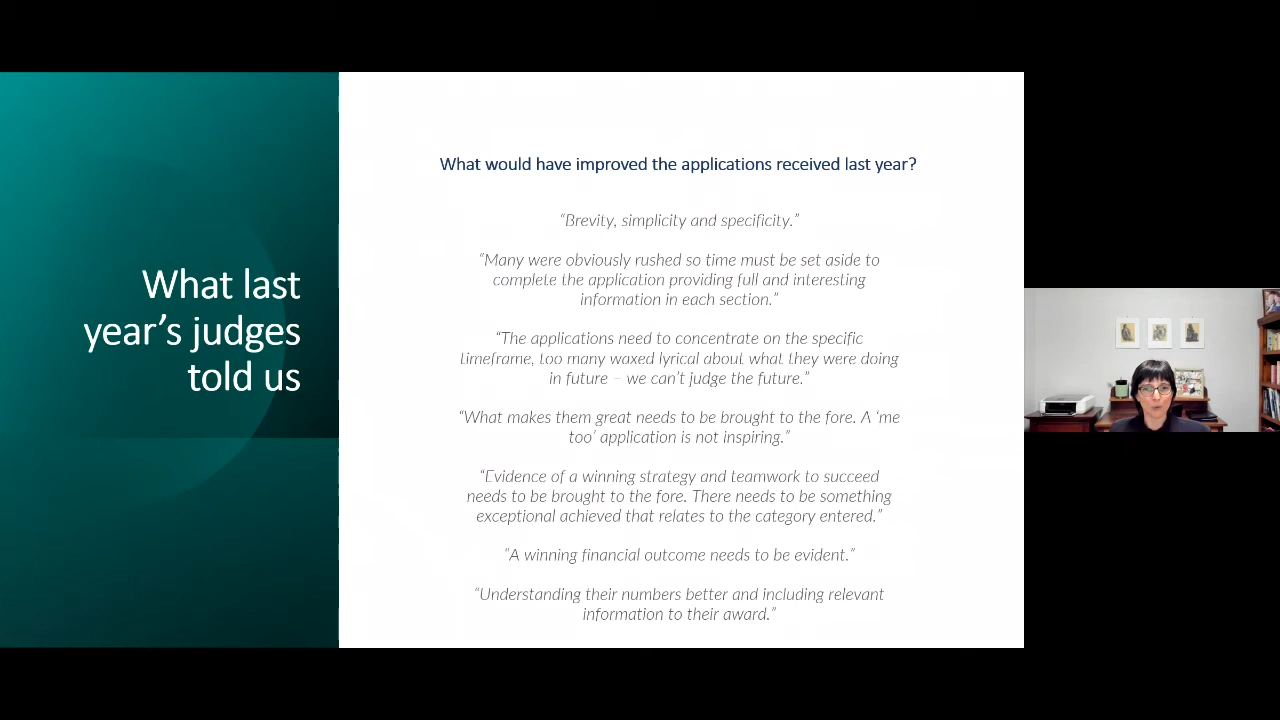 What last
year’s judges
told us
What would have improved the applications received last year?
“Brevity, simplicity and specificity.”
“Many were obviously rushed so time must be set aside to
complete the application providing full and interesting
information in each section.”
“The applications need to concentrate on the specific
timeframe, too many waxed lyrical about what they were doing
in future – we can’t judge the future.”
“What makes them great needs to be brought to the fore. A ‘me
too’ application is not inspiring.”
“Evidence of a winning strategy and teamwork to succeed
needs to be brought to the fore. There needs to be something
exceptional achieved that relates to the category entered.”
“A winning financial outcome needs to be evident.”
“Understanding their numbers better and including relevant
information to their award.”